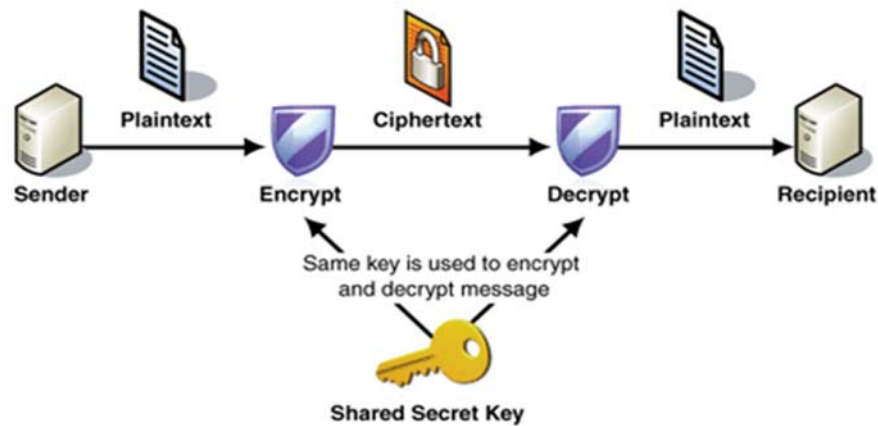 Plaintext
Ciphertext
Plaintext
Sender
Encrypt
Decrypt
Recipient
Same key is used to encrypt
and decrypt message
Shared Secret Key